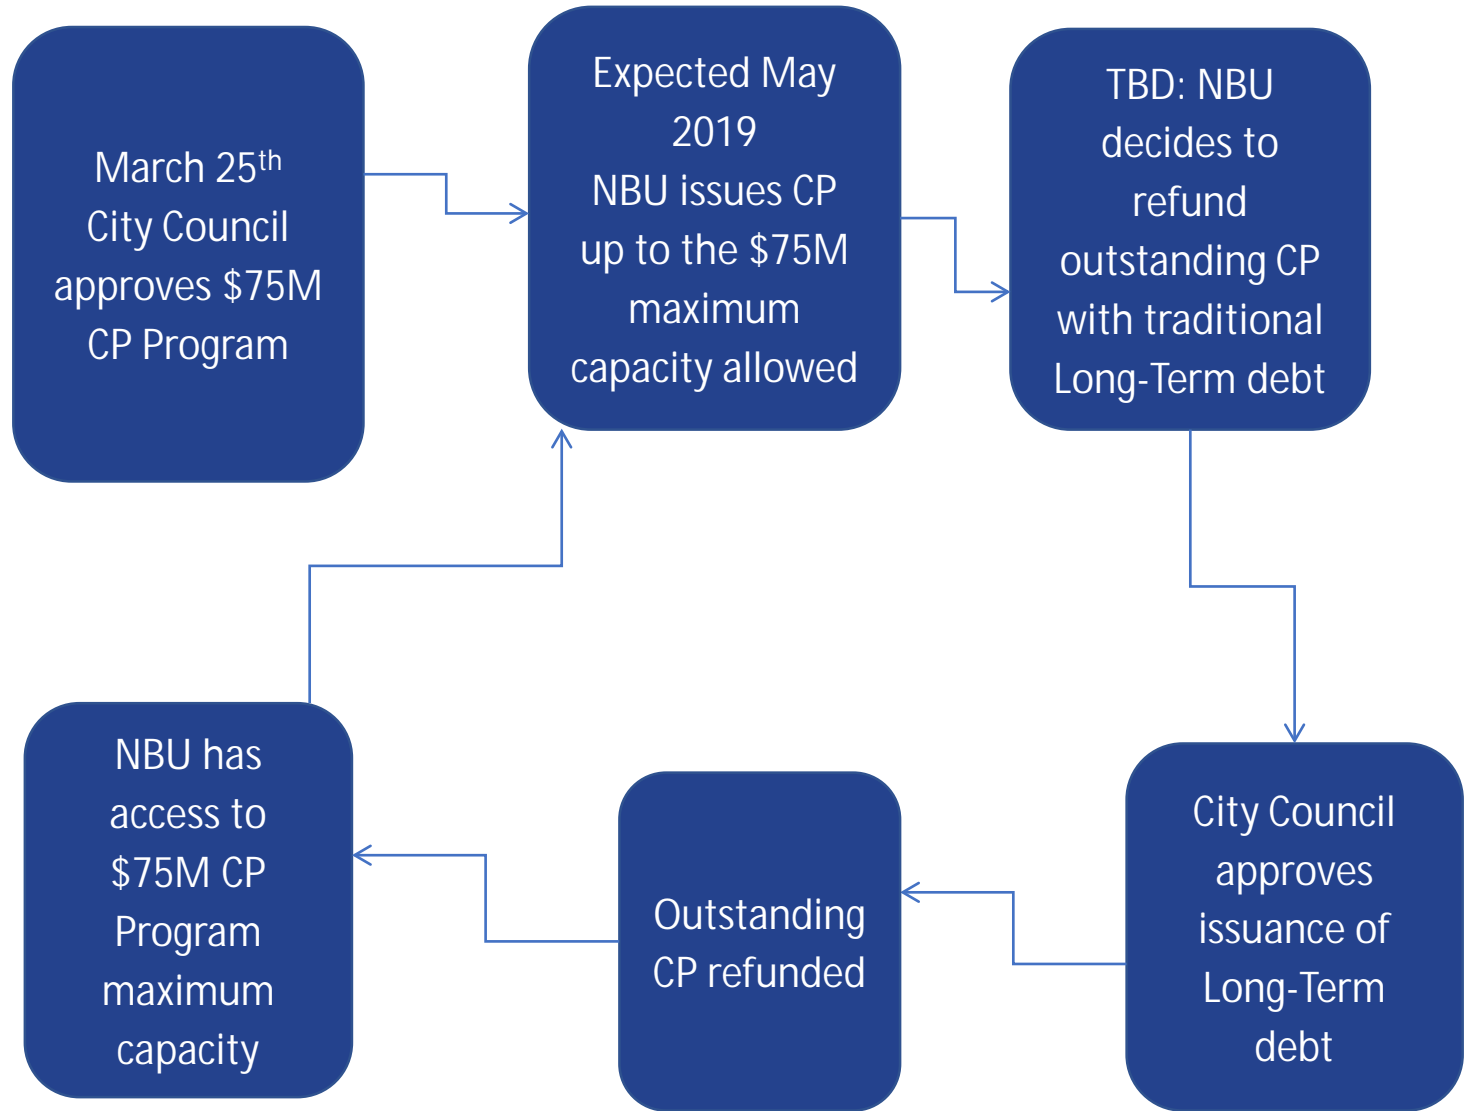 March 25th
City Council
approves $75M
CP Program
Expected May
2019
NBU issues CP
up to the $75M
maximum
capacity allowed
TBD: NBU
decides to
refund
outstanding CP
with traditional
Long-Term debt
City Council
approves
issuance of
Long-Term
debt
Outstanding
CP refunded
NBU has
access to
$75M CP
Program
maximum
capacity